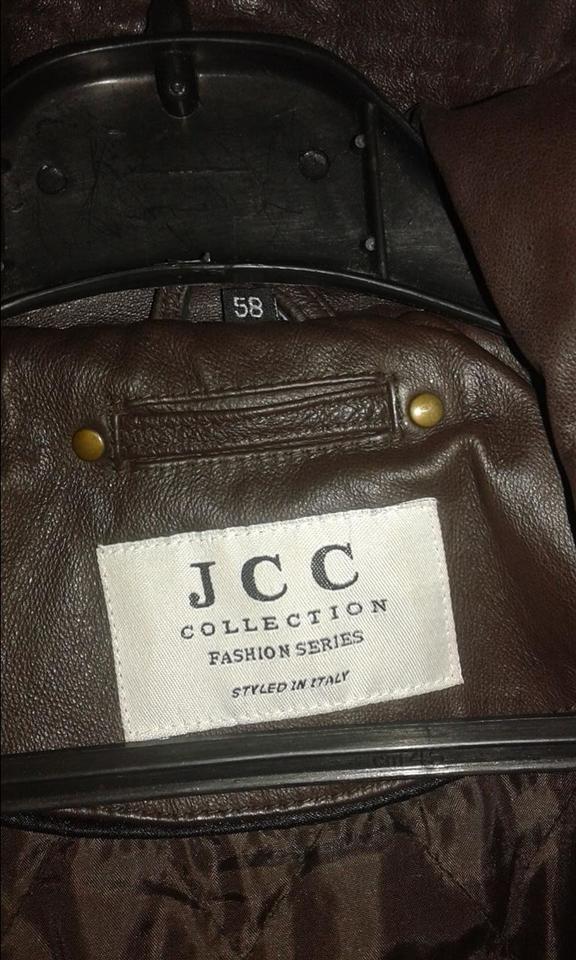 58
JCC
COLLECTION
FASHION SERIES
STYLED IN ITALY